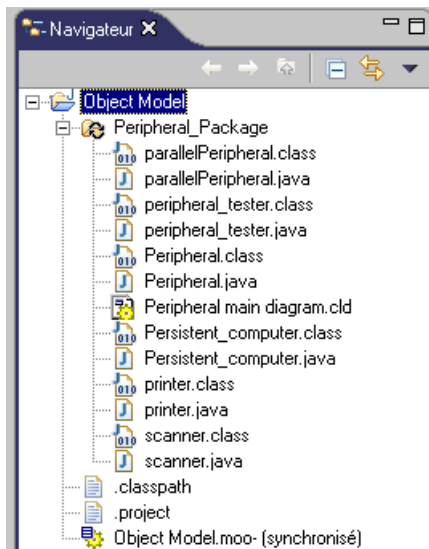 Navigateur
Object Model
Peripheral_Package
parallelPeripheral.class
parallelPeripheral.java
peripheral_tester.class
peripheral_tester.java
Peripheral.class
Peripheral.java
Peripheral main diagram.cld
Persistent_computer.class
Persistent_computer.java
printer.class
printer.java
scanner.class
scanner.java
.classpath
.project
Object Model.moo- (synchronisé)